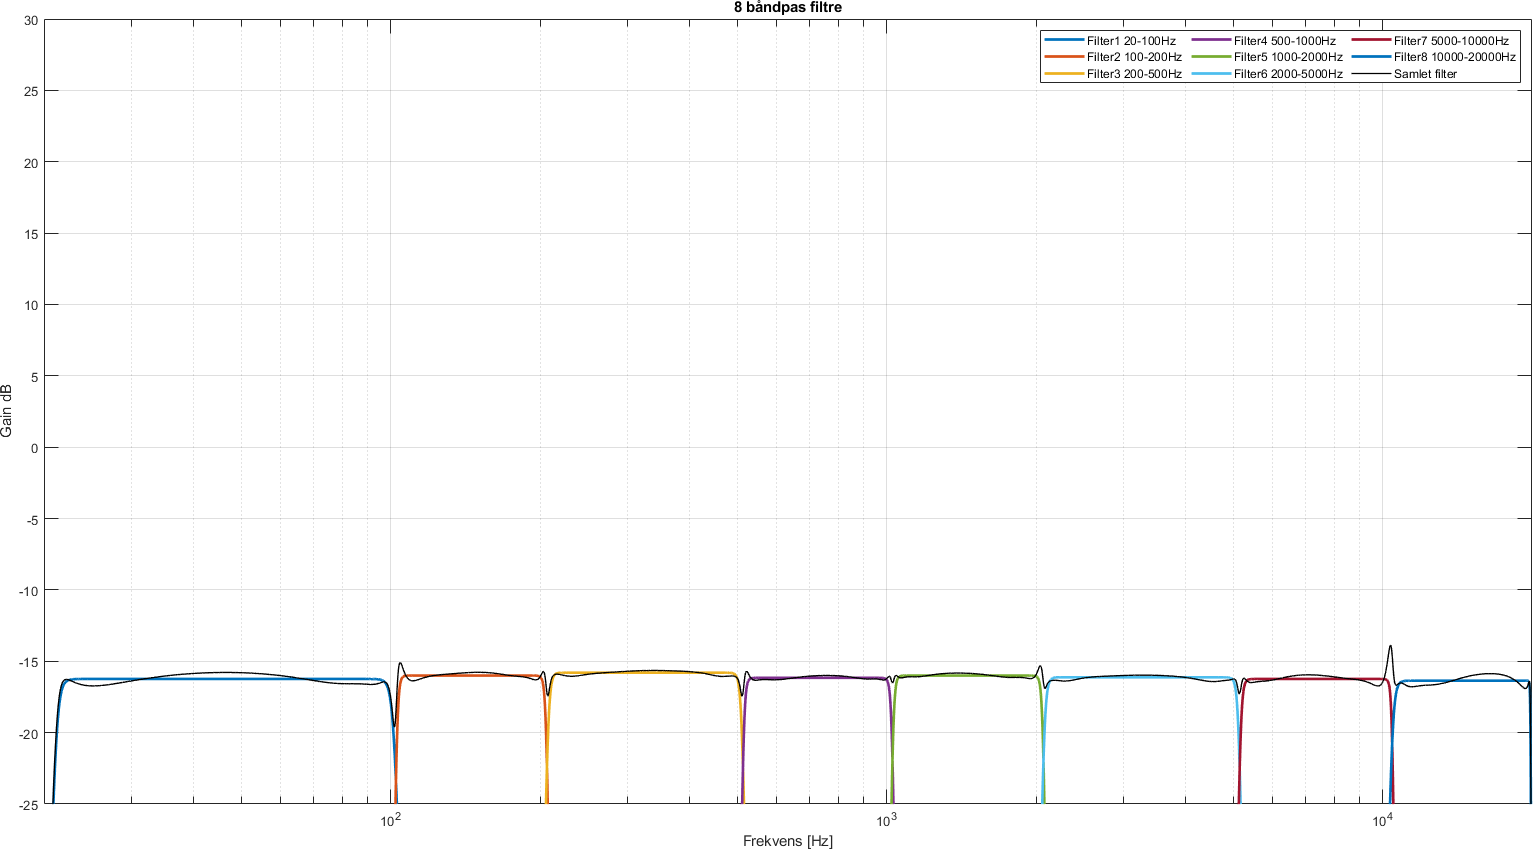 8 båndpas filtre
Filter1 20-100Hz
Filter2 100-200Hz
Filter3 200-500Hz
Filter4 500-1000Hz
Filter5 1000-2000Hz
Filter6 2000-5000Hz
Filter7 5000-10000Hz
Filter8 10000-20000Hz
Samlet filter
Gain dB
30
25
20
15
10
5
0
-5
-10
-15
-20
-25
10²
10³
10⁴
Frekvens [Hz]